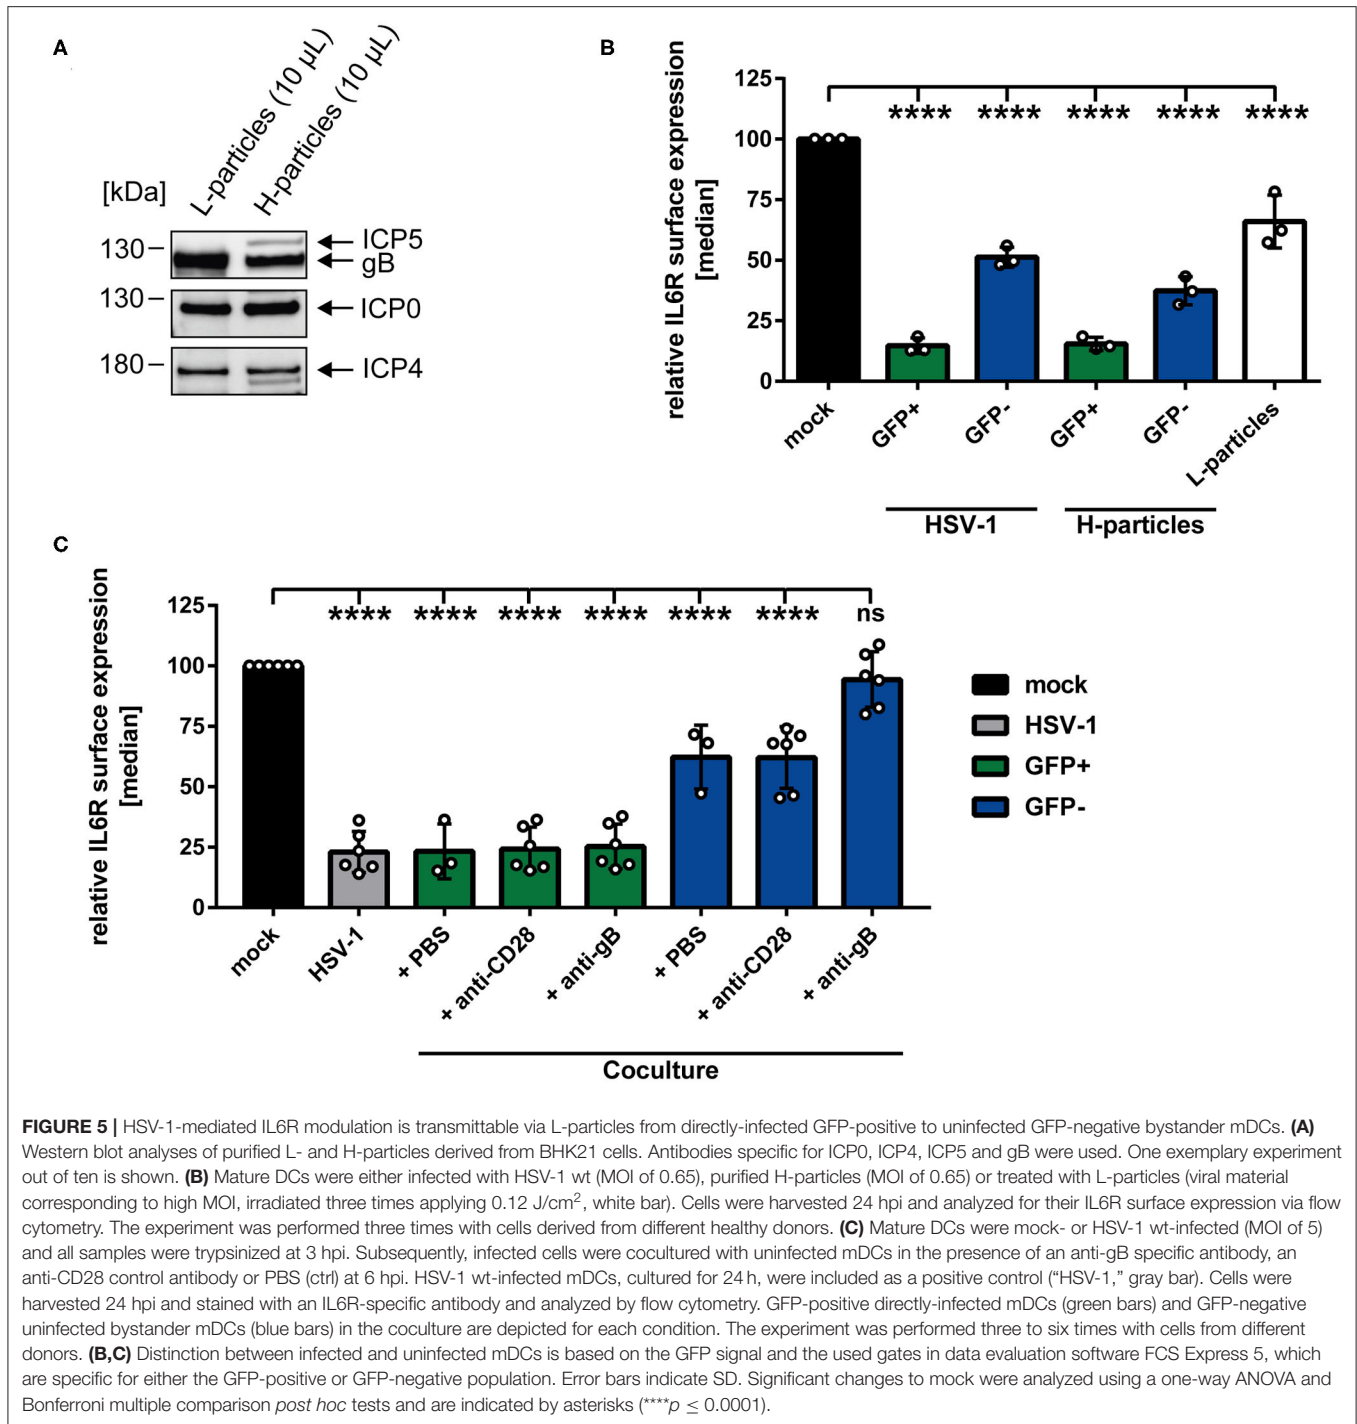 A
L-particles (10 µL)
H-particles (10 µL)
[kDa]
130
ICP5
gB
130
ICP0
180
ICP4
B
relative IL6R surface expression
[median]
125
100
75
50
25
0
**** **** **** **** ****
mock
GFP+
GFP-
GFP+
GFP-
L-particles
HSV-1
H-particles
C
relative IL6R surface expression
[median]
125
100
75
50
25
0
**** **** **** **** **** **** ns
mock
HSV-1
+ PBS
+ anti-CD28
+ anti-gB
+ PBS
+ anti-CD28
+ anti-gB
Coculture
mock
HSV-1
GFP+
GFP-
FIGURE 5 | HSV-1-mediated IL6R modulation is transmittable via L-particles from directly-infected GFP-positive to uninfected GFP-negative bystander mDCs. (A)
Western blot analyses of purified L- and H-particles derived from BHK21 cells. Antibodies specific for ICP0, ICP4, ICP5 and gB were used. One exemplary experiment
out of ten is shown. (B) Mature DCs were either infected with HSV-1 wt (MOI of 0.65), purified H-particles (MOI of 0.65) or treated with L-particles (viral material
corresponding to high MOI, irradiated three times applying 0.12 J/cm², white bar). Cells were harvested 24 hpi and analyzed for their IL6R surface expression via flow
cytometry. The experiment was performed three times with cells derived from different healthy donors. (C) Mature DCs were mock- or HSV-1 wt-infected (MOI of 5)
and all samples were trypsinized at 3 hpi. Subsequently, infected cells were cocultured with uninfected mDCs in the presence of an anti-gB specific antibody, an
anti-CD28 control antibody or PBS (ctrl) at 6 hpi. HSV-1 wt-infected mDCs, cultured for 24 h, were included as a positive control (“HSV-1,” gray bar). Cells were
harvested 24 hpi and stained with an IL6R-specific antibody and analyzed by flow cytometry. GFP-positive directly-infected mDCs (green bars) and GFP-negative
uninfected bystander mDCs (blue bars) in the coculture are depicted for each condition. The experiment was performed three to six times with cells from different
donors. (B,C) Distinction between infected and uninfected mDCs is based on the GFP signal and the used gates in data evaluation software FCS Express 5, which
are specific for either the GFP-positive or GFP-negative population. Error bars indicate SD. Significant changes to mock were analyzed using a one-way ANOVA and
Bonferroni multiple comparison post hoc tests and are indicated by asterisks (****p ≤ 0.0001).